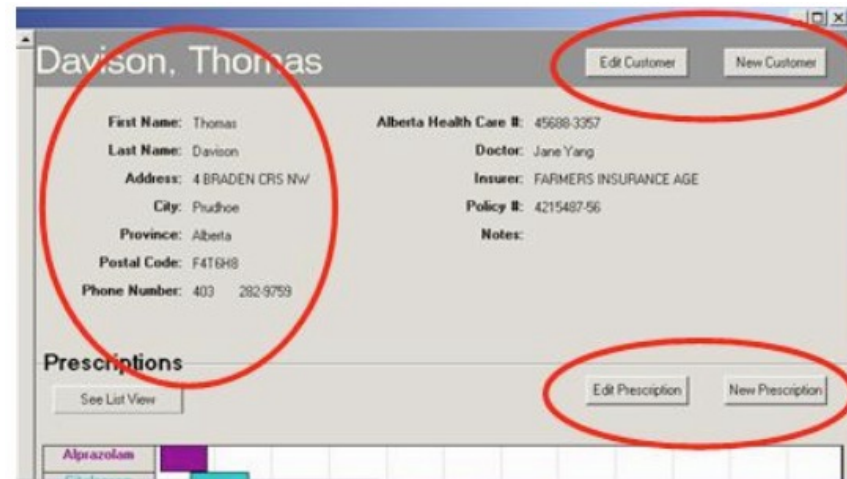 Davison, Thomas
Edit Customer
New Customer
First Name: Thomas
Last Name: Davison
Address: 4 BRADEN CRS NW
City: Prudhoe
Province: Alberta
Postal Code: F4T6H8
Phone Number: 403 282-9759
Alberta Health Care #: 45688-3357
Doctor: Jane Yang
Insurer: FARMERS INSURANCE AGE
Policy #: 4215487-56
Notes:
Prescriptions
See List View
Edit Prescription
New Prescription
Alprazolam